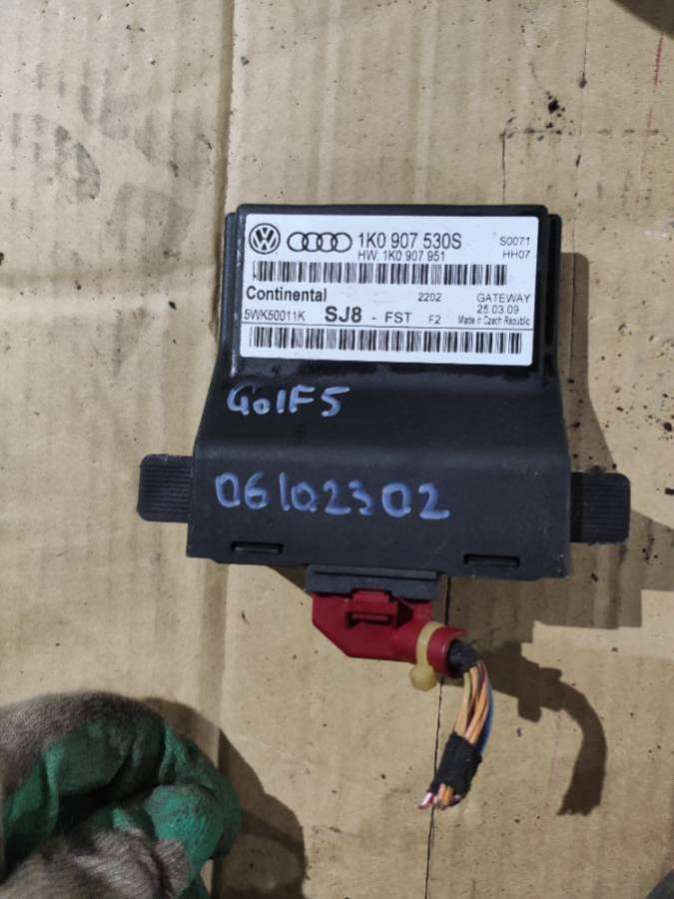 1K0 907 530S
S0071
HW: 1K0 907 951
HH07
Continental
2202
GATEWAY
25.03.09
5WK50011K
SJ8 - FST F2
Made in Czech Republic
GolF5
06102302